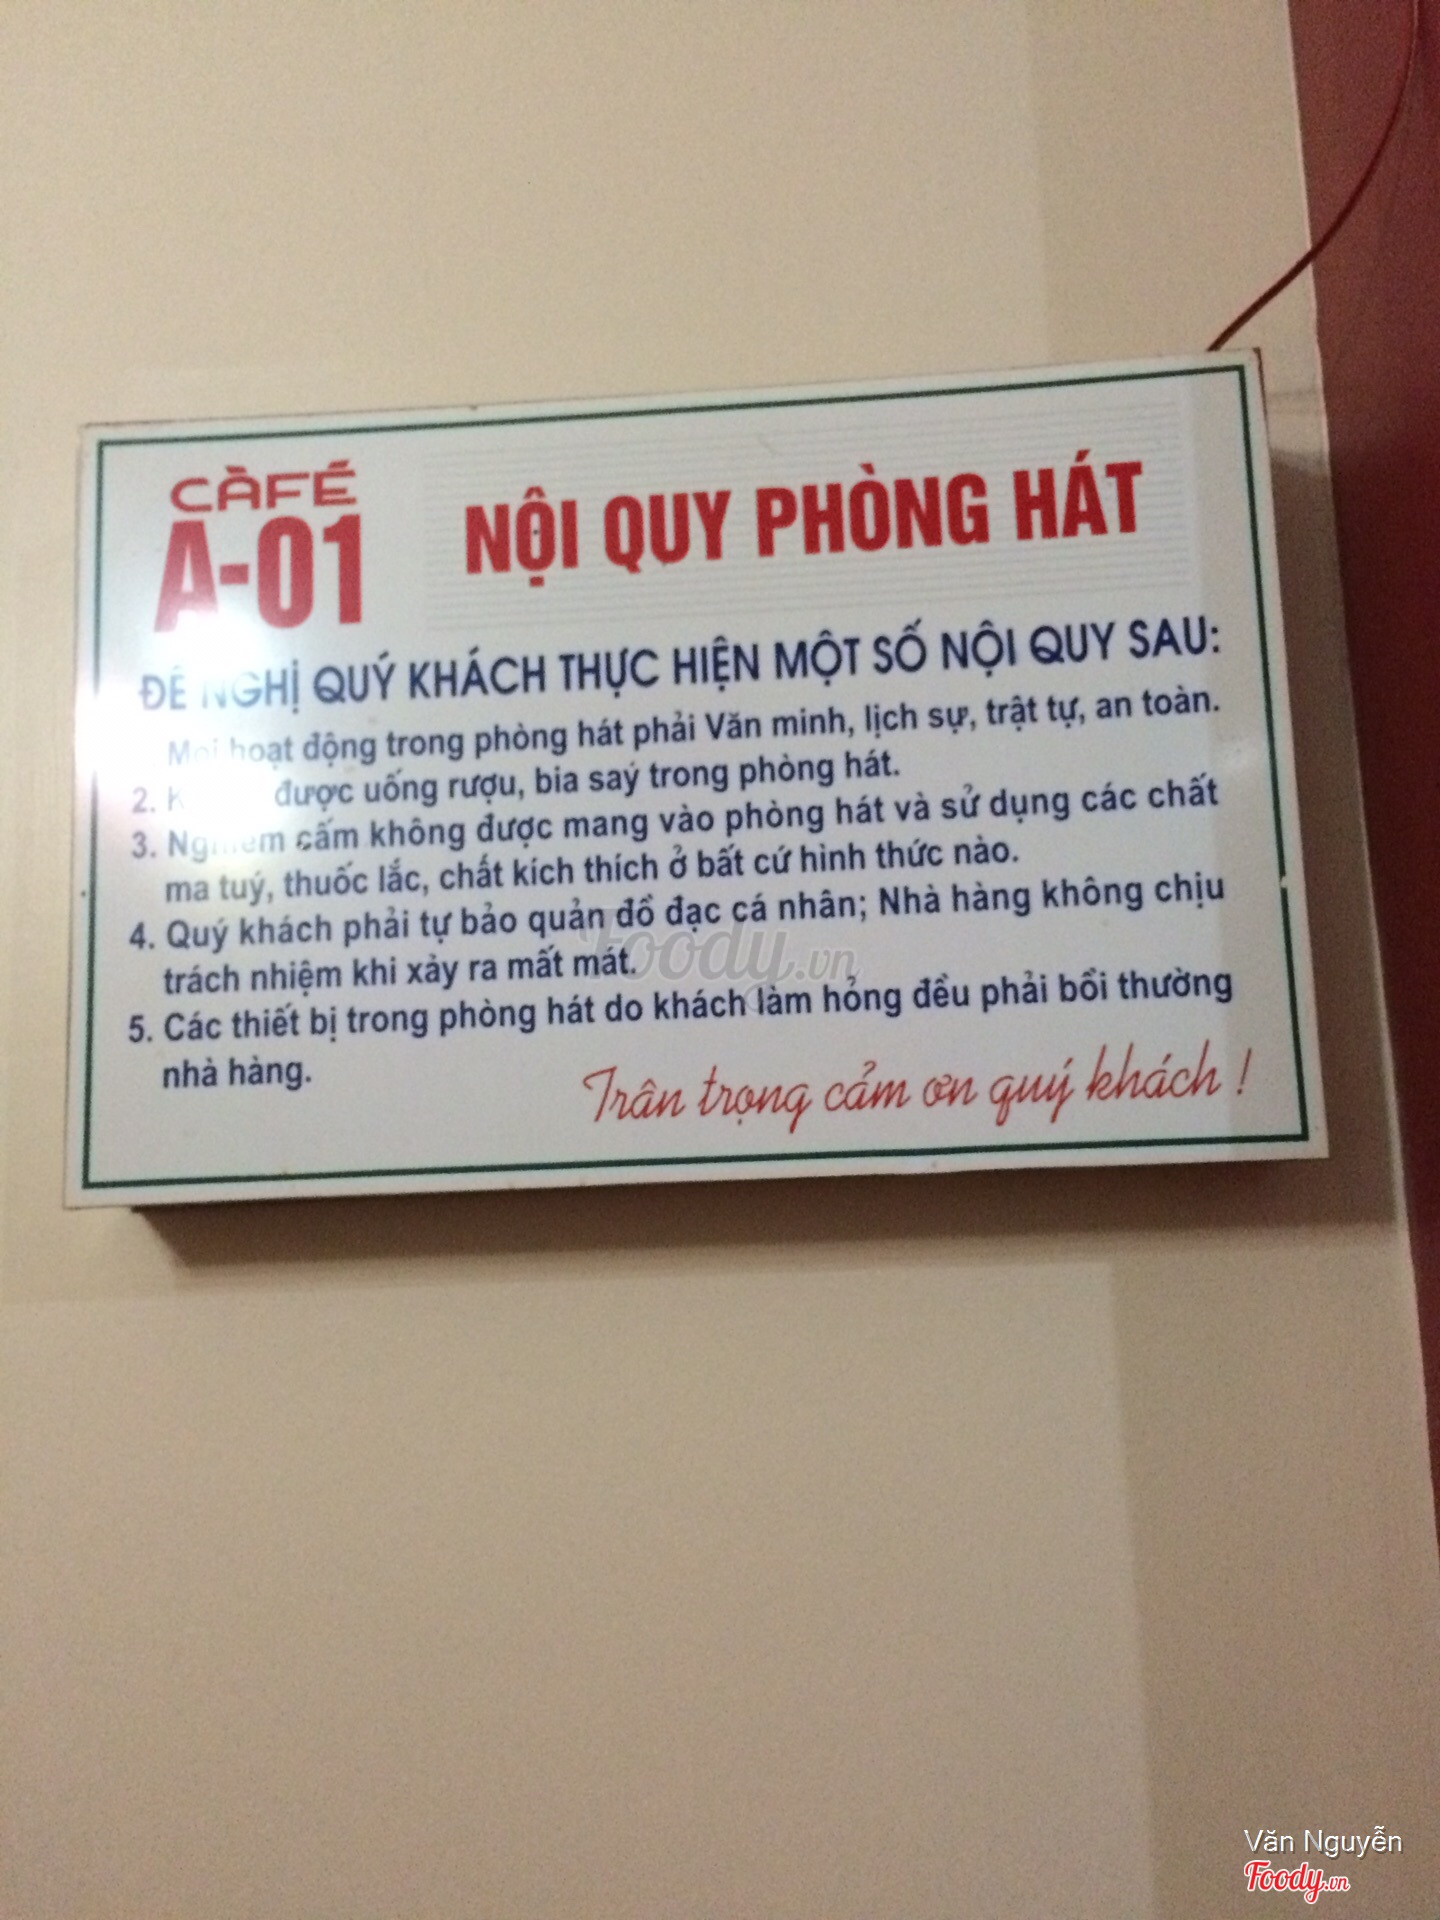 CÀFÉ
A-01
NỘI QUY PHÒNG HÁT
ĐỀ NGHỊ QUÝ KHÁCH THỰC HIỆN MỘT SỐ NỘI QUY SAU:
Mọi hoạt động trong phòng hát phải Văn minh, lịch sự, trật tự, an toàn.
2. được uống rượu, bia saý trong phòng hát.
3. Nghiêm cấm không được mang vào phòng hát và sử dụng các chất
ma tuý, thuốc lắc, chất kích thích ở bất cứ hình thức nào.
4. Quý khách phải tự bảo quản đồ đạc cá nhân; Nhà hàng không chịu
trách nhiệm khi xảy ra mất mát.
5. Các thiết bị trong phòng hát do khách làm hỏng đều phải bồi thường
nhà hàng.
Trân trọng cảm ơn quý khách !
Foody.vn
Văn Nguyễn
Foody.vn